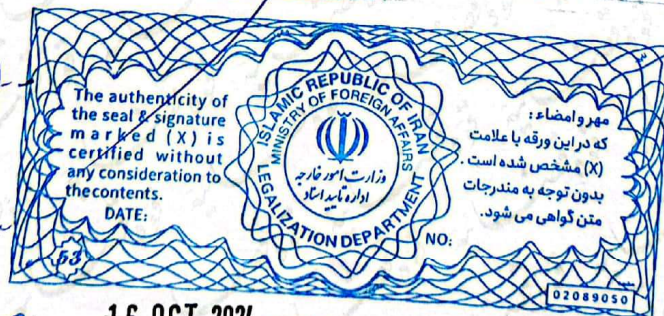 The authenticity of
the seal & signature
marked (X) is
certified without
any consideration to
the contents.
DATE:
53
ISLAMIC REPUBLIC OF IRAN
MINISTRY OF FOREIGN AFFAIRS
وزارت امور خارجه
اداره تایید اسناد
LEGALIZATION DEPARTMENT
NO:
مهر و امضاء :
که در این ورقه با علامت
(X) مشخص شده است .
بدون توجه به مندرجات
متن گواهی می شود.
02089050
16 OCT 2024